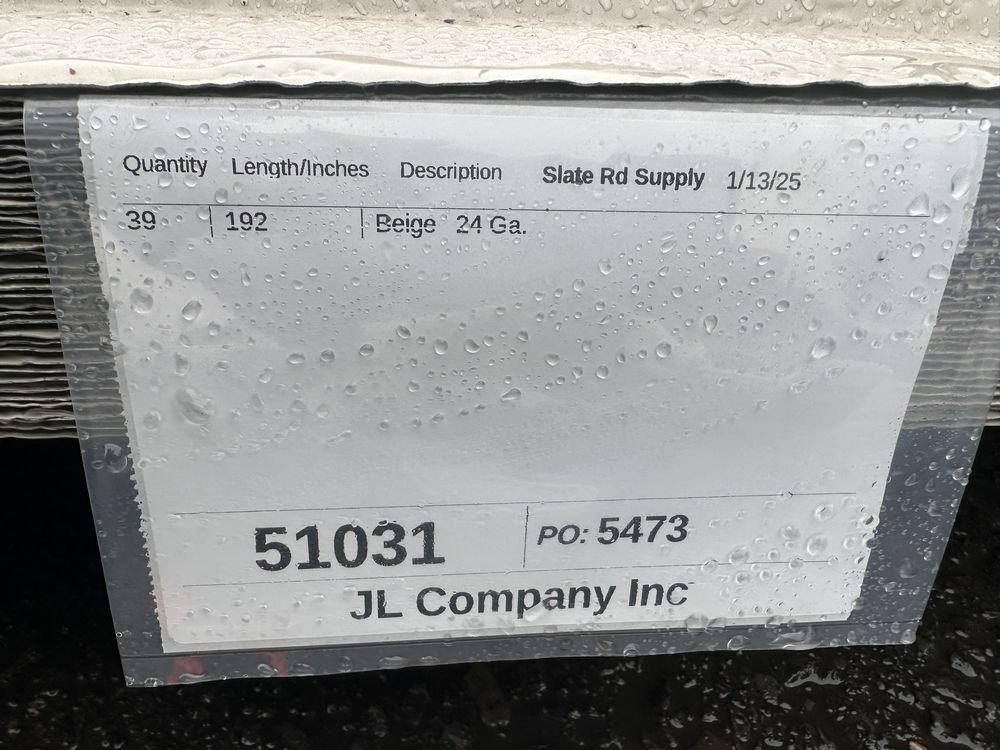 Quantity Length/Inches Description Slate Rd Supply 1/13/25
39 192 Beige 24 Ga.
51031 PO: 5473
JL Company Inc